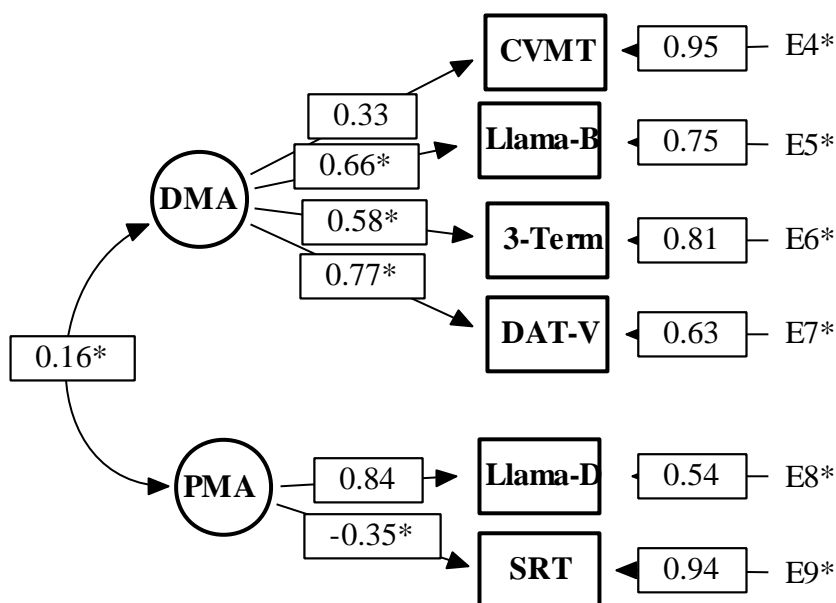 CVMT
0.95
E4*
0.33
Llama-B
0.75
E5*
0.66*
DMA
0.58*
3-Term
0.81
E6*
0.77*
DAT-V
0.63
E7*
0.16*
PMA
0.84
Llama-D
0.54
E8*
-0.35*
SRT
0.94
E9*